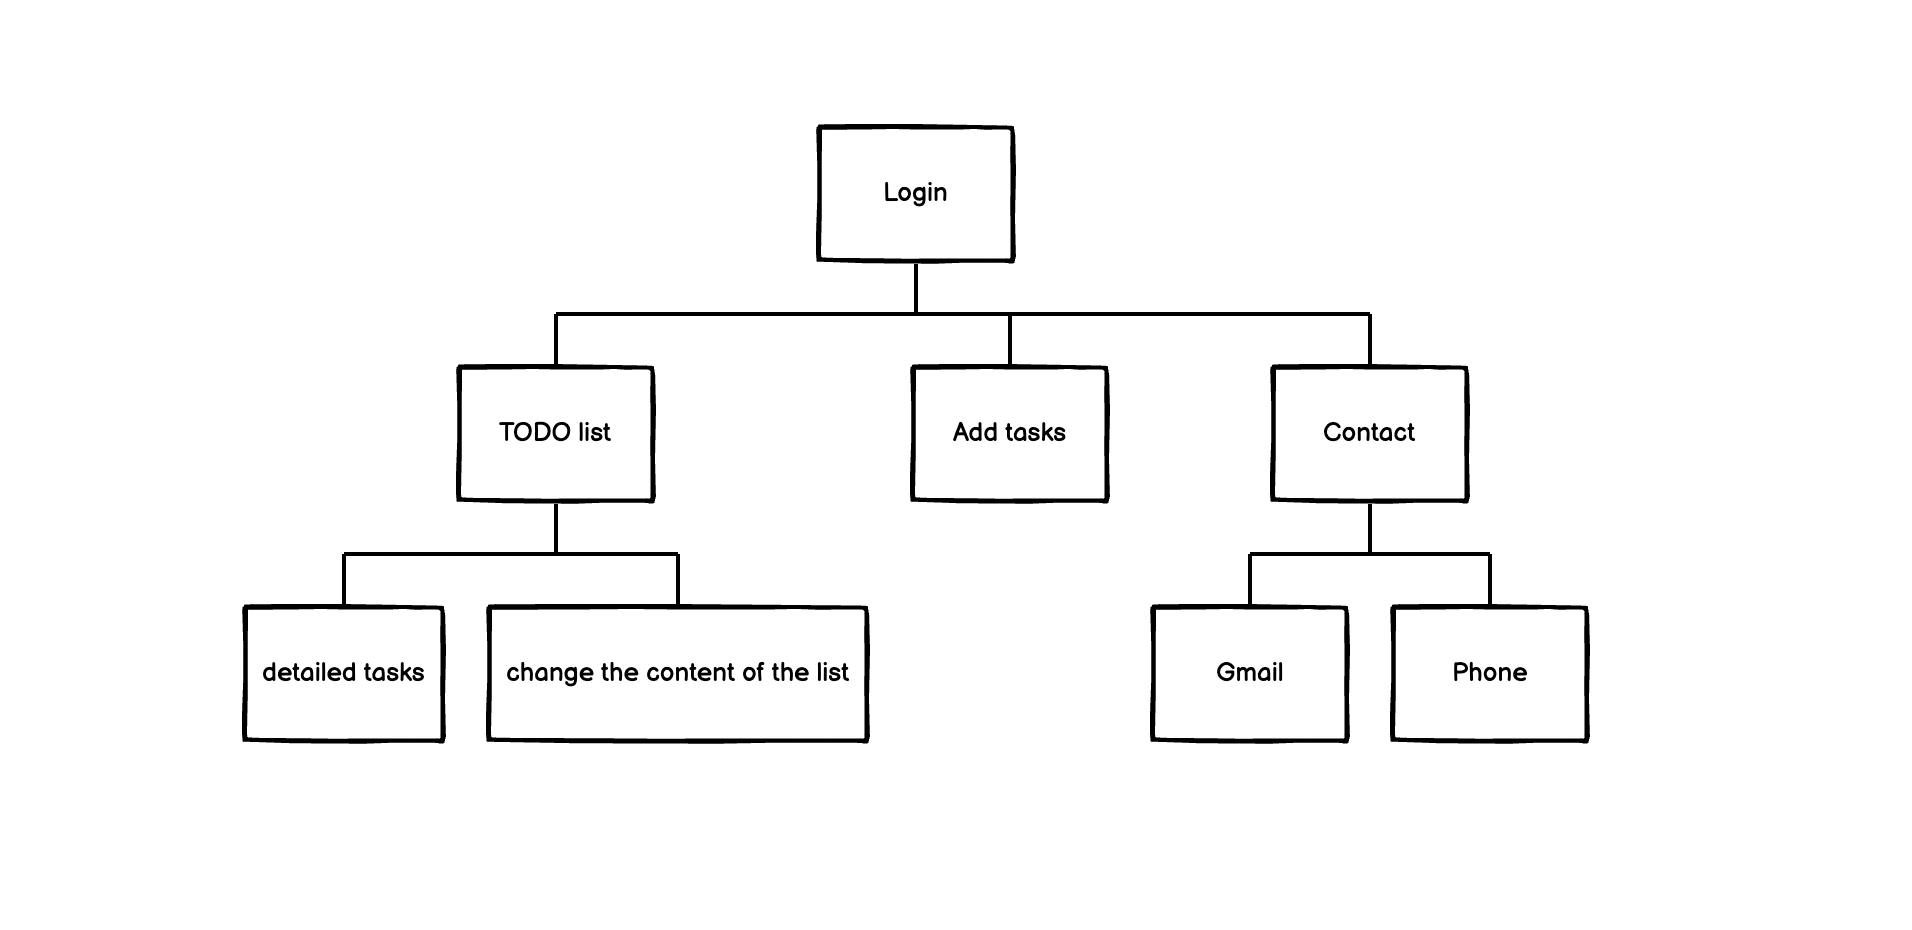 Login
TODO list
Add tasks
Contact
detailed tasks
change the content of the list
Gmail
Phone